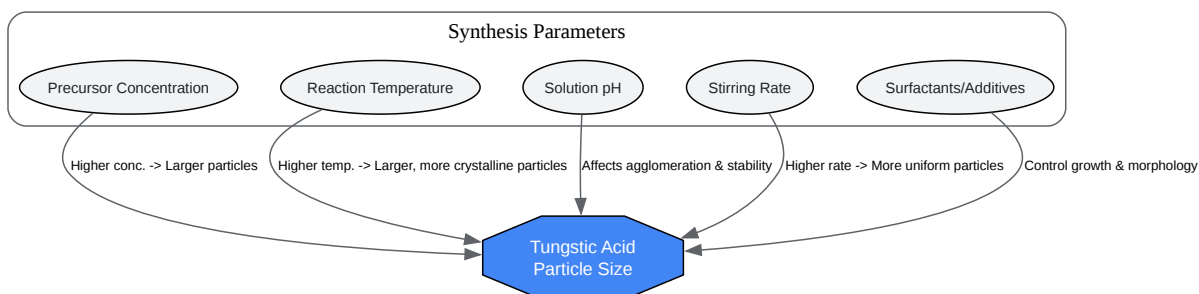 Synthesis Parameters
Precursor Concentration
Reaction Temperature
Solution pH
Stirring Rate
Surfactants/Additives
Higher conc. -> Larger particles
Higher temp. -> Larger, more crystalline particles
Affects agglomeration & stability
Higher rate -> More uniform particles
Control growth & morphology
Tungstic Acid
Particle Size